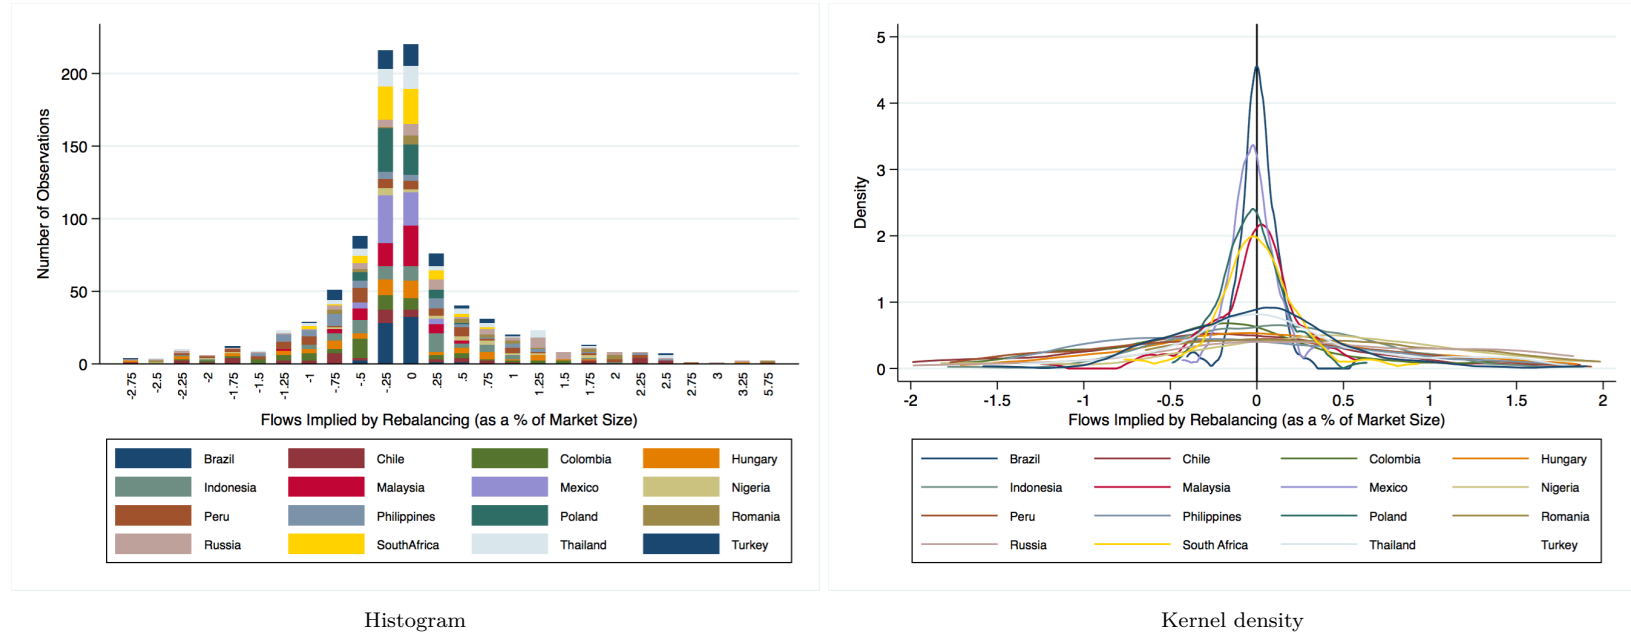 200
150
100
50
0
Number of Observations
-2.75 -2.5 -2.25 -2 -1.75 -1.5 -1.25 -1 -.75 -.5 -.25 0 .25 .5 .75 1 1.25 1.5 1.75 2 2.25 2.5 2.75 3 3.25 5.75
Flows Implied by Rebalancing (as a % of Market Size)
Brazil Chile Colombia Hungary
Indonesia Malaysia Mexico Nigeria
Peru Philippines Poland Romania
Russia SouthAfrica Thailand Turkey
Histogram
5
4
3
2
1
0
Density
-2 -1.5 -1 -0.5 0 0.5 1 1.5 2
Flows Implied by Rebalancing (as a % of Market Size)
Brazil Chile Colombia Hungary
Indonesia Malaysia Mexico Nigeria
Peru Philippines Poland Romania
Russia South Africa Thailand Turkey
Kernel density